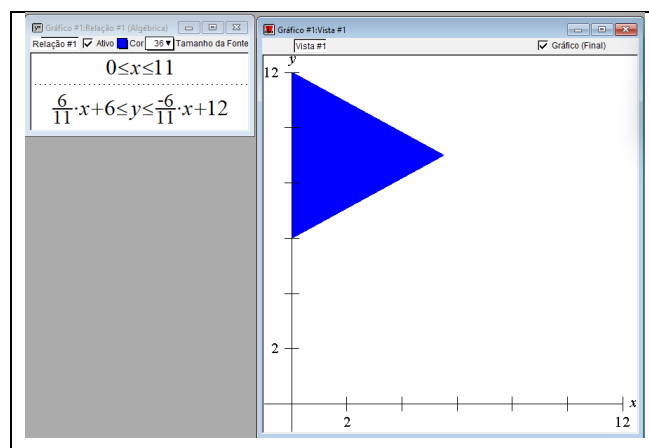 Gráfico #1:Relação #1 (Algébrica)
Relação #1 Ativo Cor 36▼ Tamanho da Fonte
0≤x≤11
6/11·x+6≤y≤-6/11·x+12
Gráfico #1:Vista #1
Vista #1 Gráfico (Final)
y
12
2
x
2 12